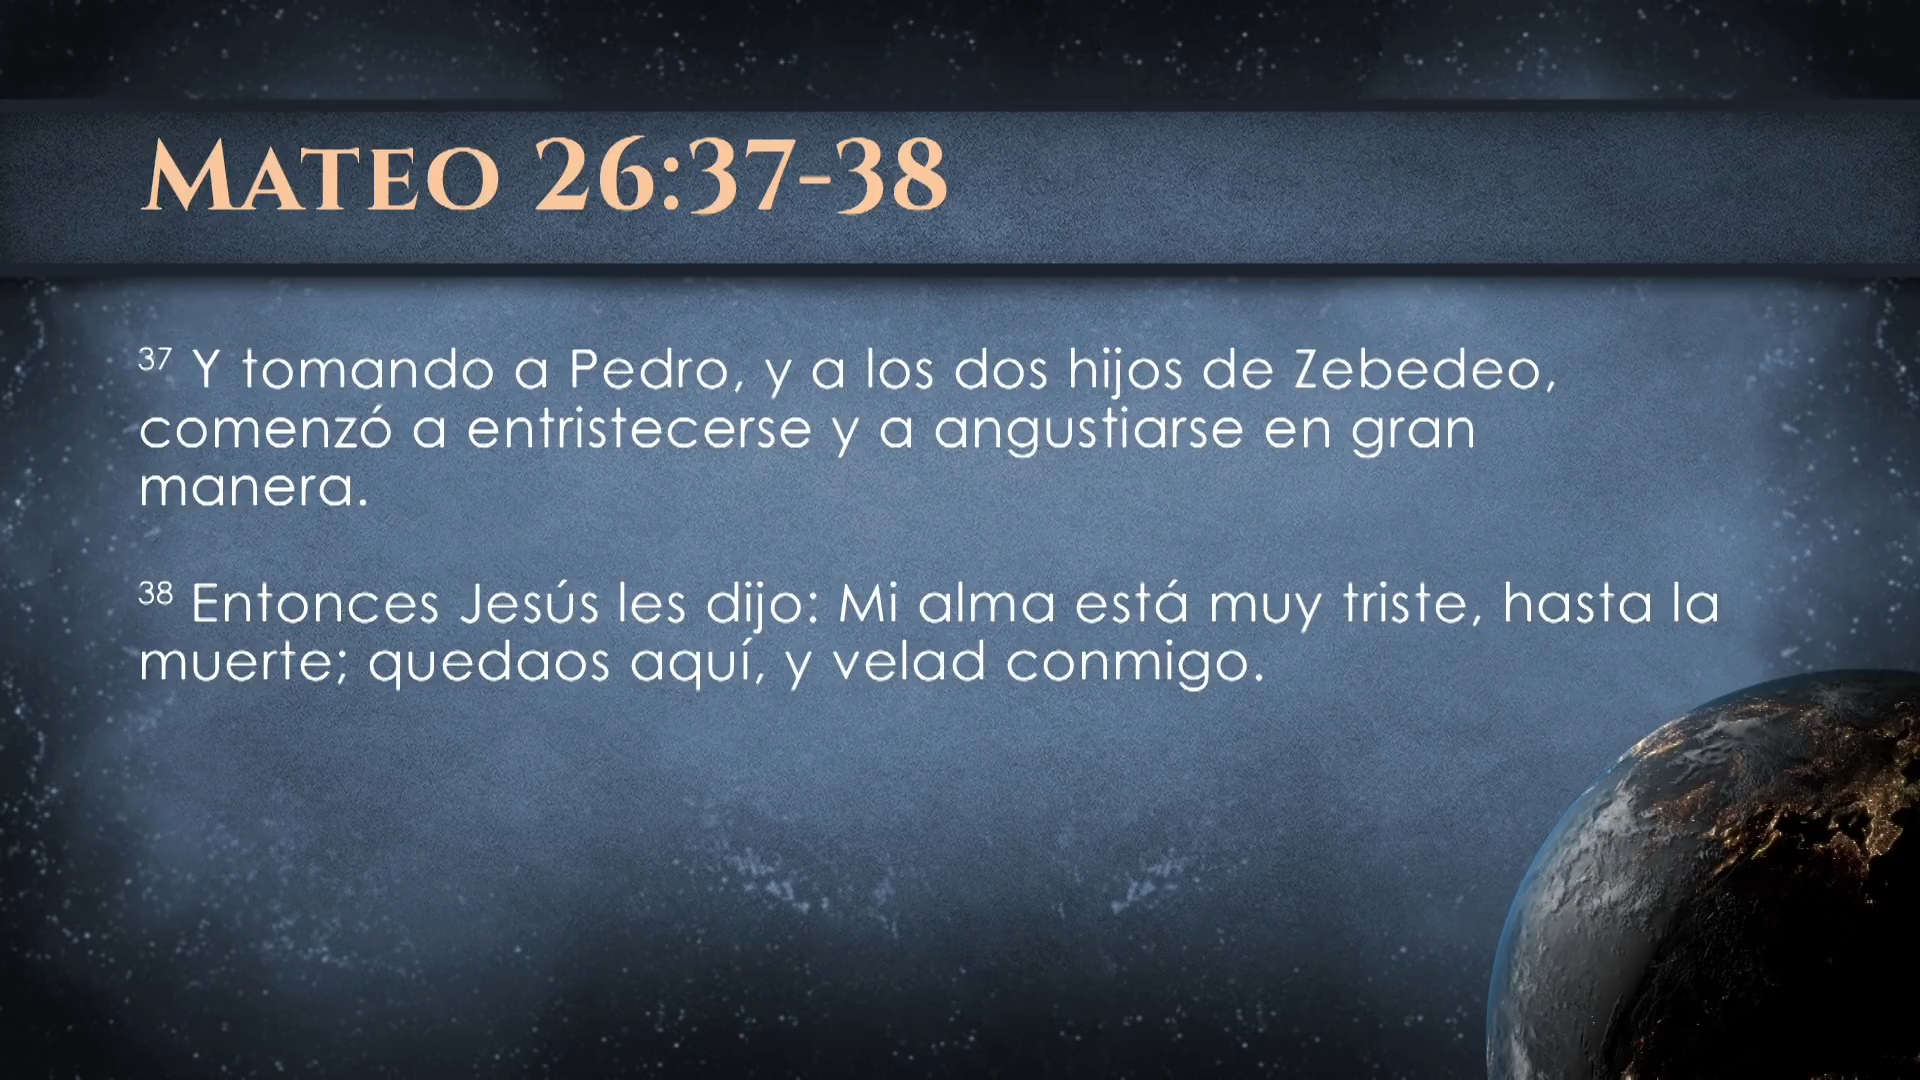 Mateo 26:37-38
37 Y tomando a Pedro, y a los dos hijos de Zebedeo,
comenzó a entristecerse y a angustiarse en gran
manera.
38 Entonces Jesús les dijo: Mi alma está muy triste, hasta la
muerte; quedaos aquí, y velad conmigo.